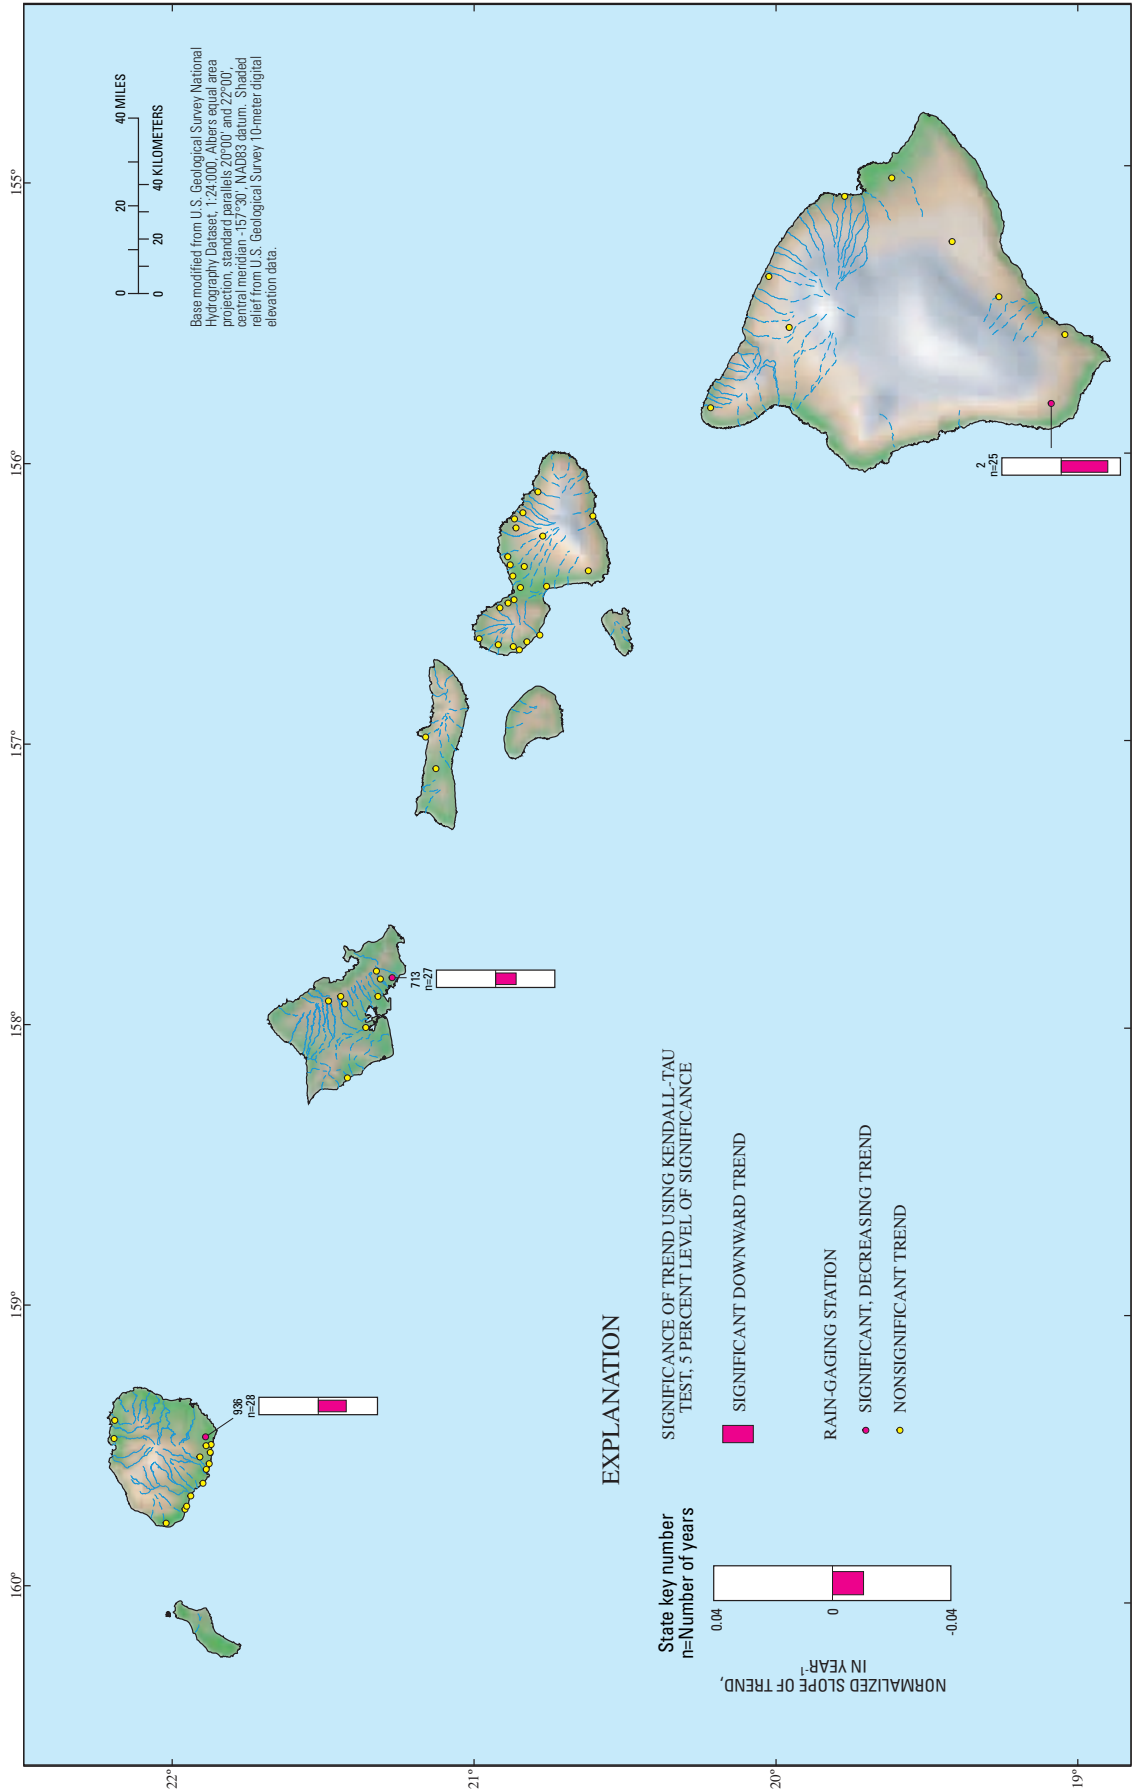 160°
159°
158°
157°
156°
155°
22°
21°
20°
19°
0 20 40 MILES
0 20 40 KILOMETERS
Base modified from U.S. Geological Survey National
Hydrography Dataset, 1:24:000, Albers equal area
projection, standard parallels 20°00' and 22°00',
central meridian -157°30', NAD83 datum. Shaded
relief from U.S. Geological Survey 10-meter digital
elevation data.
936
n=28
713
n=27
2
n=25
EXPLANATION
State key number
n=Number of years
NORMALIZED SLOPE OF TREND,
IN YEAR-1
0.04
0
-0.04
SIGNIFICANCE OF TREND USING KENDALL-TAU
TEST, 5 PERCENT LEVEL OF SIGNIFICANCE
SIGNIFICANT DOWNWARD TREND
RAIN-GAGING STATION
SIGNIFICANT, DECREASING TREND
NONSIGNIFICANT TREND